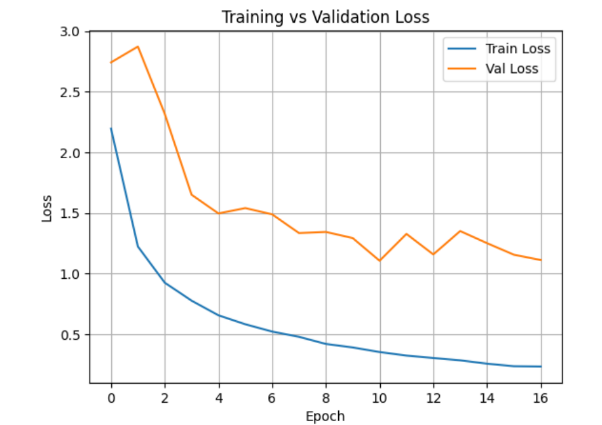 Training vs Validation Loss
3.0
2.5
2.0
1.5
1.0
0.5
Loss
Train Loss
Val Loss
0 2 4 6 8 10 12 14 16
Epoch